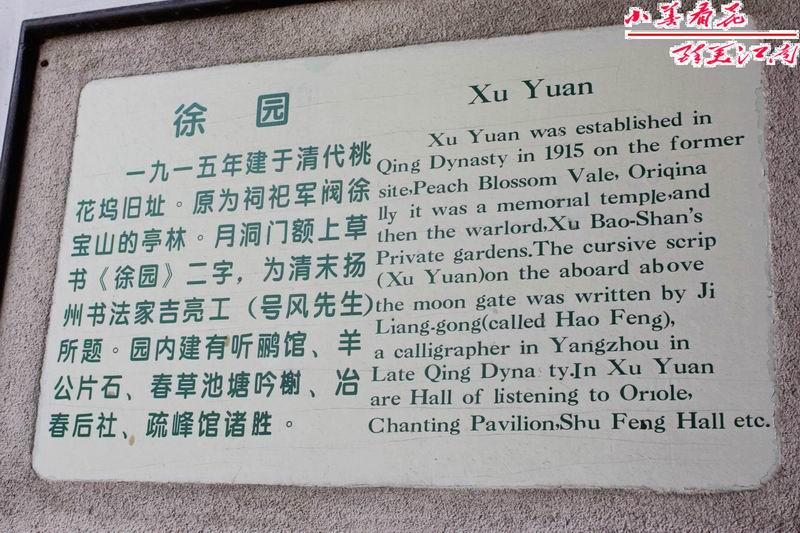 小姜看花
醉美江南
徐园
一九一五年建于清代桃
花坞旧址。原为祠祀军阀徐
宝山的亭林。月洞门额上草
书《徐园》二字，为清末扬
州书法家吉亮工（号风先生）
所题。园内建有听鹂馆、羊
公片石、春草池塘吟榭、冶
春后社、疏峰馆诸胜。
Xu Yuan
Xu Yuan was established in
Qing Dynasty in 1915 on the former
site,Peach Blossom Vale, Oriqina
lly it was a memorial temple,and
then the warlord,Xu Bao-Shan's
Private gardens.The cursive scrip
(Xu Yuan)on the aboard above
the moon gate was written by Ji
Liang-gong(called Hao Feng),
a calligrapher in Yangzhou in
Late Qing Dyna ty.In Xu Yuan
are Hall of listening to Oriole,
Chanting Pavilion,Shu Feng Hall etc.